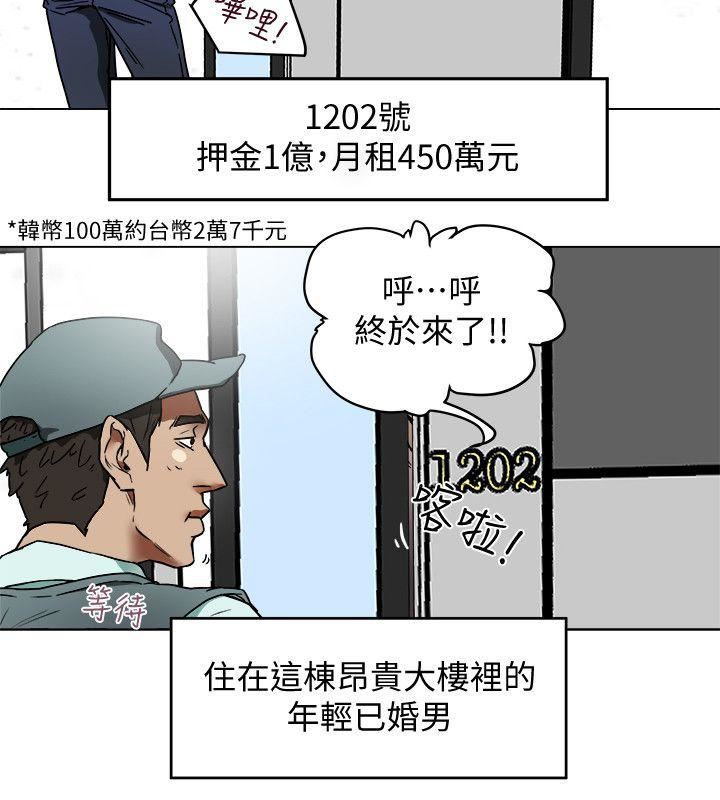 嗶哩!
1202號
押金1億,月租450萬元
*韓幣100萬約台幣2萬7千元
呼…呼
終於來了!!
1202
喀啦!
等待
住在這棟昂貴大樓裡的
年輕已婚男